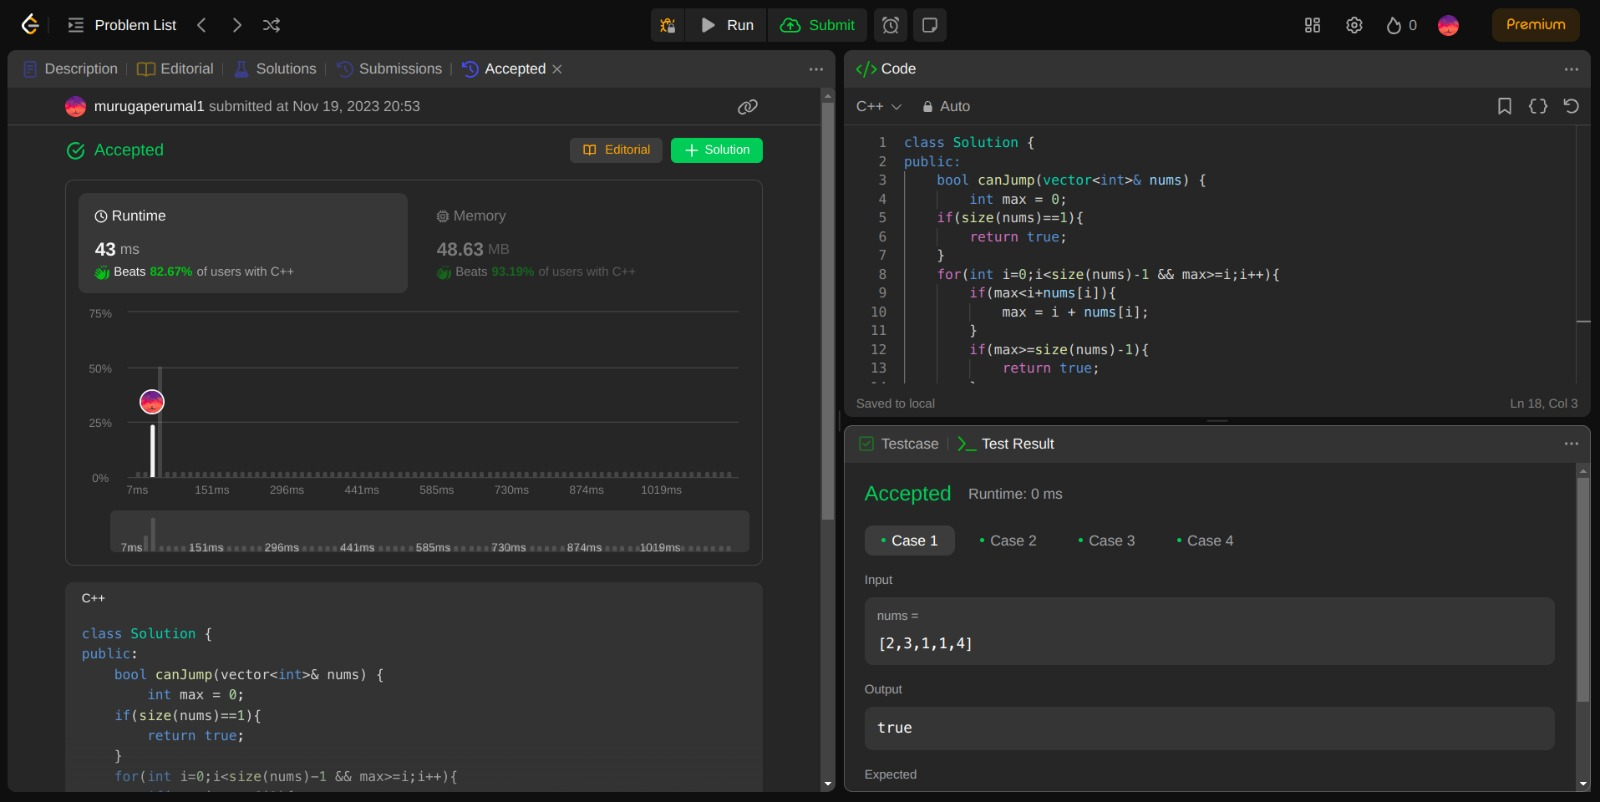 Problem List
Run
Submit
0
Premium
Description
Editorial
Solutions
Submissions
Accepted
murugaperumal1 submitted at Nov 19, 2023 20:53
Accepted
Editorial
Solution
Runtime
43 ms
Beats 82.67% of users with C++
Memory
48.63 MB
Beats 93.19% of users with C++
75%
50%
25%
0%
7ms 151ms 296ms 441ms 585ms 730ms 874ms 1019ms
7ms 151ms 296ms 441ms 585ms 730ms 874ms 1019ms
C++
class Solution {
public:
    bool canJump(vector<int>& nums) {
        int max = 0;
    if(size(nums)==1){
        return true;
    }
    for(int i=0;i<size(nums)-1 && max>=i;i++){
</> Code
C++
Auto
1 class Solution {
2 public:
3     bool canJump(vector<int>& nums) {
4         int max = 0;
5     if(size(nums)==1){
6         return true;
7     }
8     for(int i=0;i<size(nums)-1 && max>=i;i++){
9         if(max<i+nums[i]){
10             max = i + nums[i];
11         }
12         if(max>=size(nums)-1){
13             return true;
Saved to local
Ln 18, Col 3
Testcase
Test Result
Accepted
Runtime: 0 ms
Case 1
Case 2
Case 3
Case 4
Input
nums =
[2,3,1,1,4]
Output
true
Expected